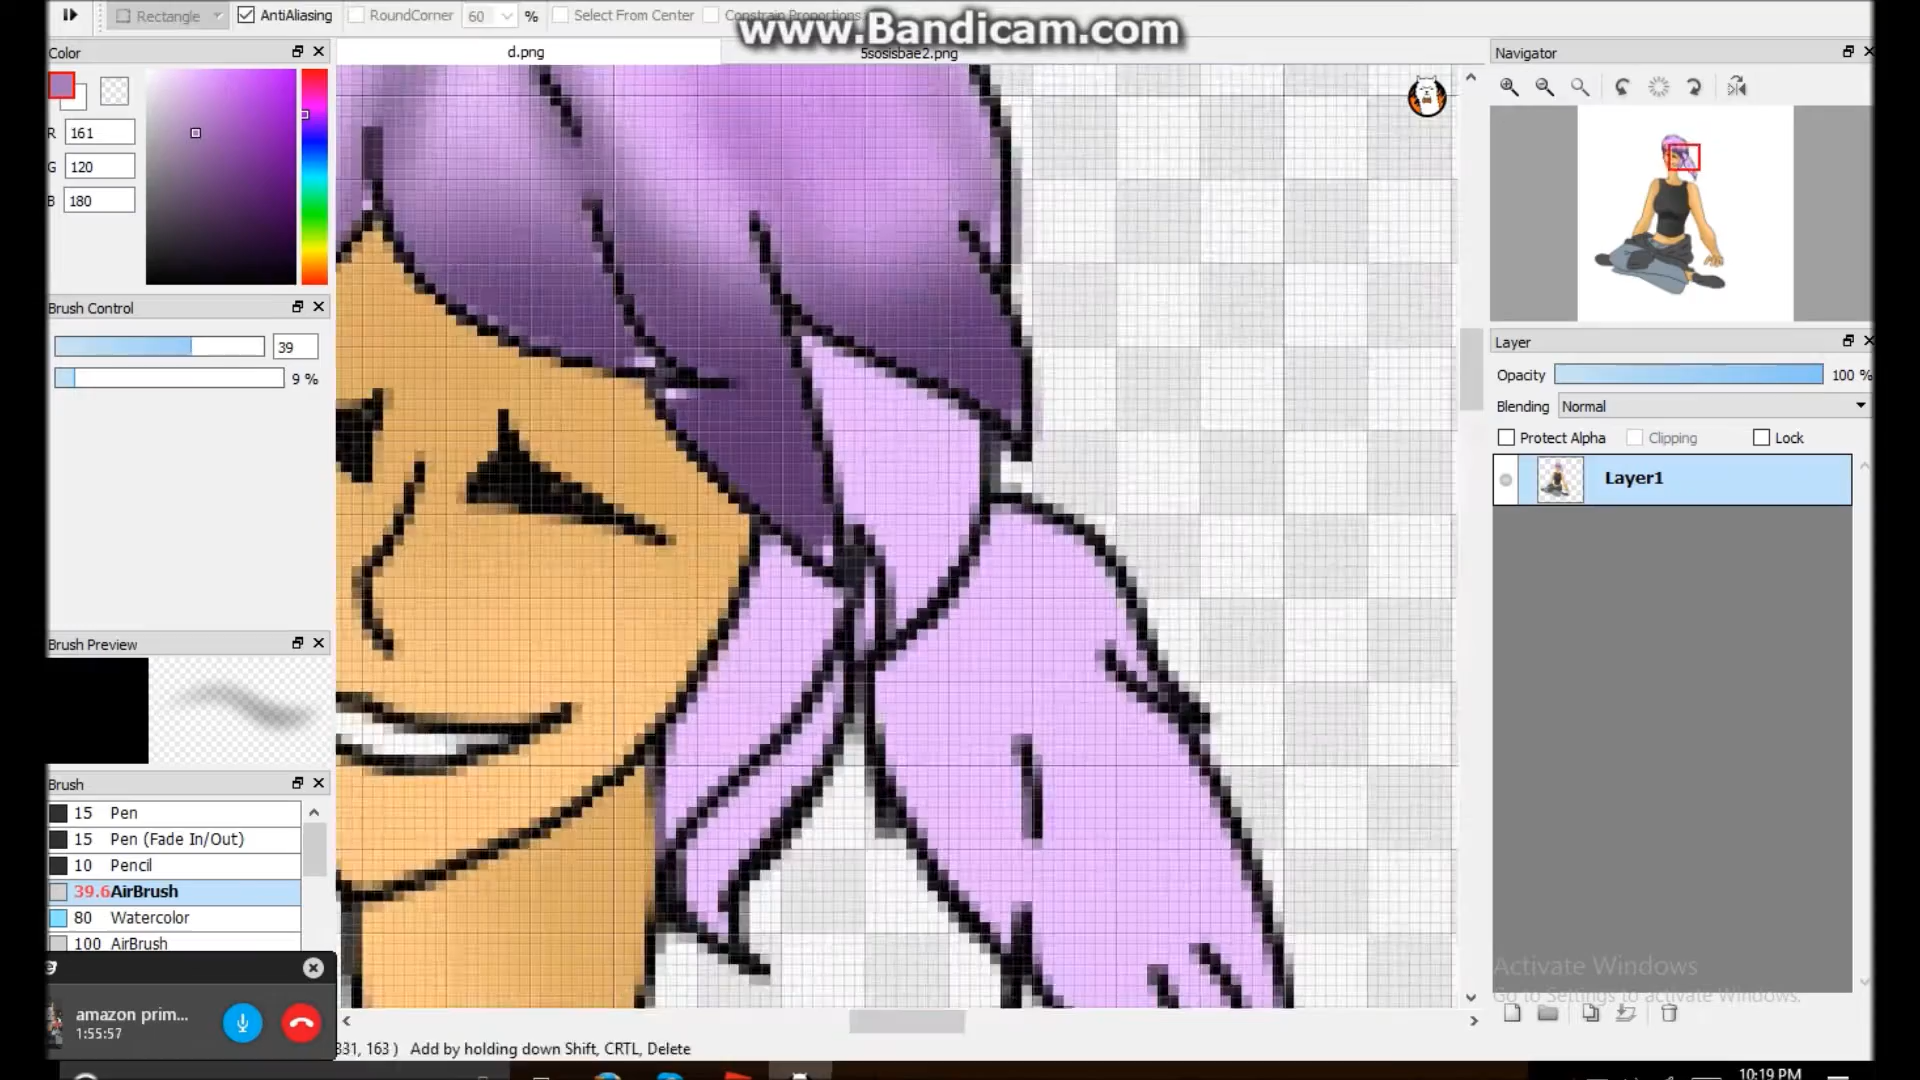 Rectangle
AntiAliasing
RoundCorner
60
%
Select From Center
Constrain Proportions
www.Bandicam.com
Color
d.png
5sosisbae2.png
Navigator
R 161
G 120
B 180
Brush Control
39
9 %
Layer
Opacity
100 %
Blending Normal
Protect Alpha
Clipping
Lock
Layer1
Brush Preview
Brush
15 Pen
15 Pen (Fade In/Out)
10 Pencil
39.6 AirBrush
80 Watercolor
100 AirBrush
amazon prim...
1:55:57
Activate Windows
Go to Settings to activate Windows.
331, 163 ) Add by holding down Shift, CRTL, Delete
10:19 PM